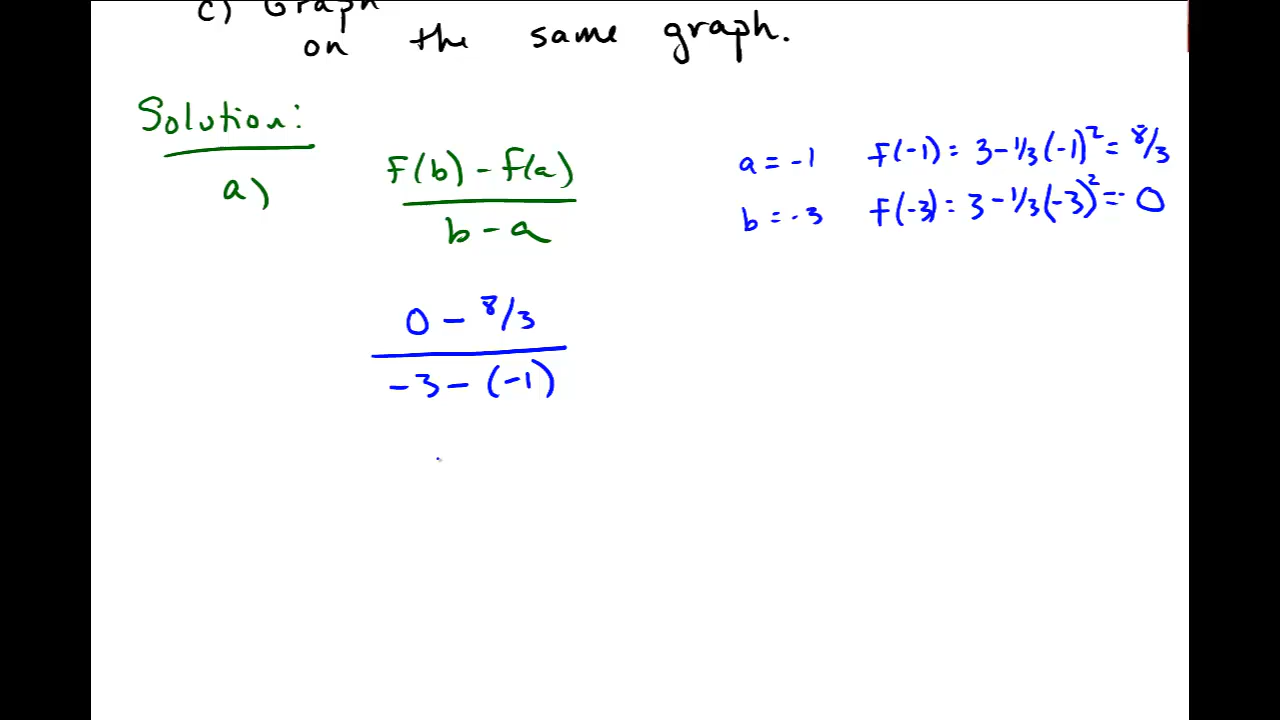 c) Graph
on the same graph.
Solution:
a)
f(b) - f(a)
b - a
a = -1 f(-1) = 3 - 1/3 (-1)² = 8/3
b = -3 f(-3) = 3 - 1/3 (-3)² = 0
0 - 8/3
-3 - (-1)